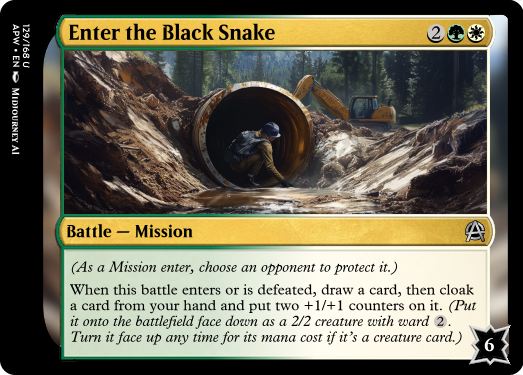 Enter the Black Snake
2
129/168 U
APW • EN
MIDJOURNEY AI
Battle — Mission
(As a Mission enter, choose an opponent to protect it.)
When this battle enters or is defeated, draw a card, then cloak
a card from your hand and put two +1/+1 counters on it. (Put
it onto the battlefield face down as a 2/2 creature with ward 2.
Turn it face up any time for its mana cost if it's a creature card.)
6